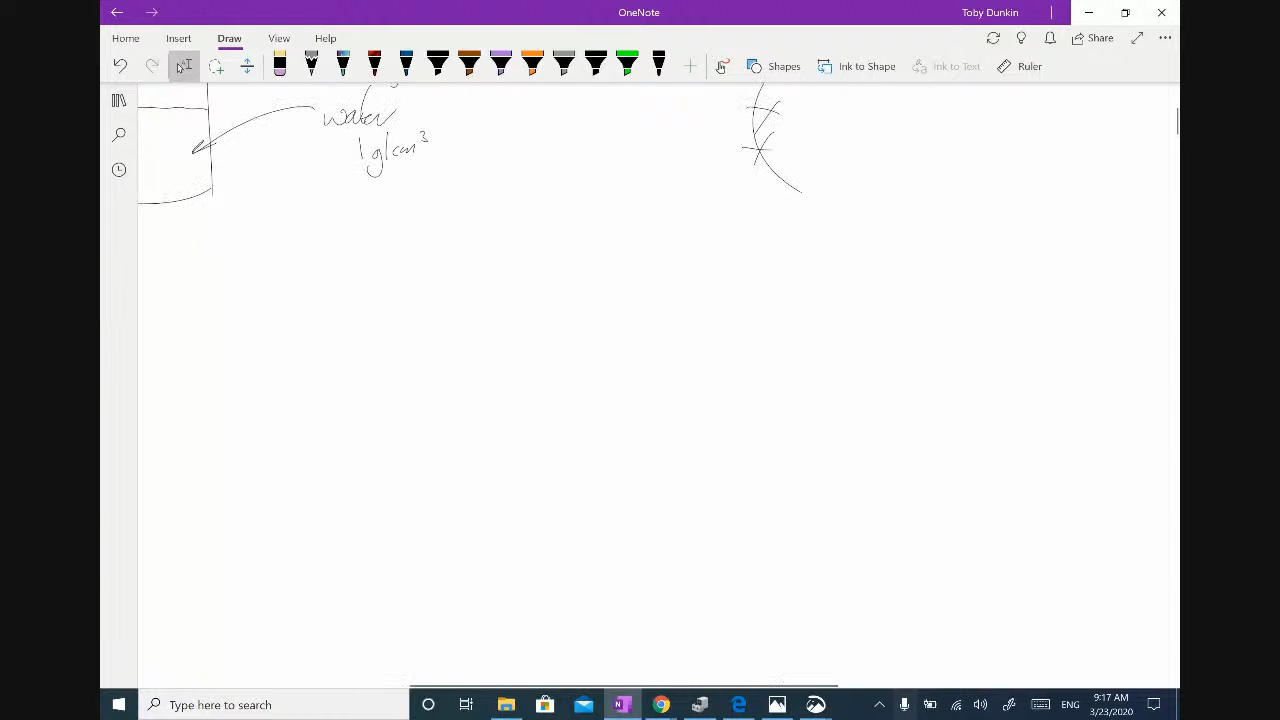 OneNote
Toby Dunkin
Home Insert Draw View Help
Share
Shapes Ink to Shape Ink to Text Ruler
water
1g/cm³
Type here to search
ENG
9:17 AM
3/23/2020